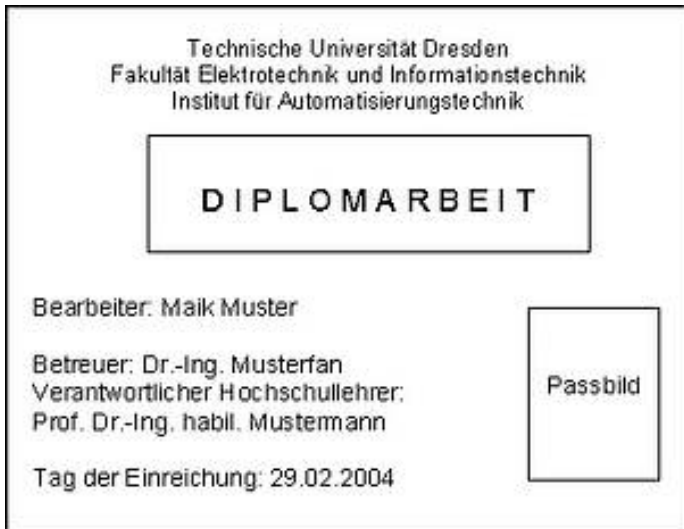 Technische Universität Dresden
Fakultät Elektrotechnik und Informationstechnik
Institut für Automatisierungstechnik
DIPLOMARBEIT
Bearbeiter: Maik Muster
Betreuer: Dr.-Ing. Musterfan
Verantwortlicher Hochschullehrer:
Prof. Dr.-Ing. habil. Mustermann
Passbild
Tag der Einreichung: 29.02.2004